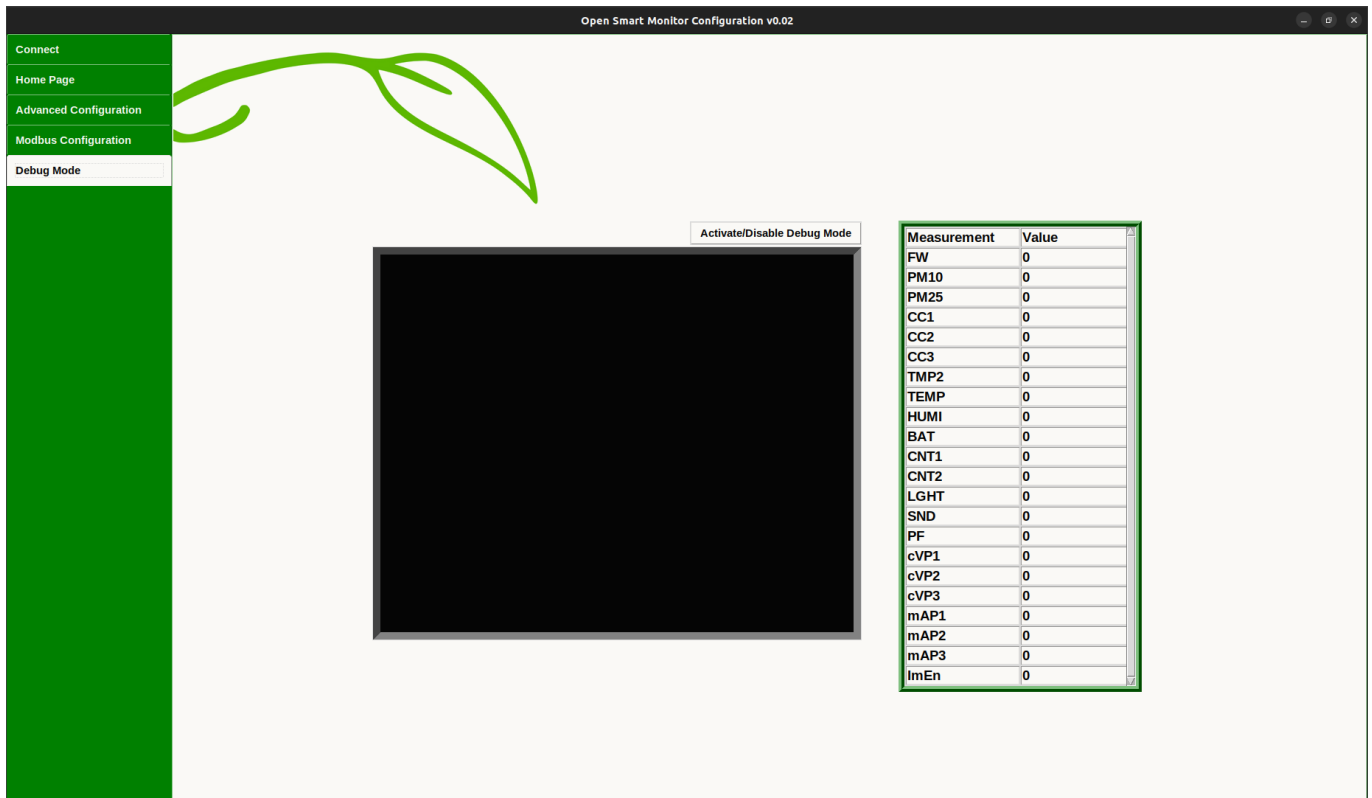 Open Smart Monitor Configuration v0.02
Connect
Home Page
Advanced Configuration
Modbus Configuration
Debug Mode
Activate/Disable Debug Mode
Measurement Value
FW 0
PM10 0
PM25 0
CC1 0
CC2 0
CC3 0
TMP2 0
TEMP 0
HUMI 0
BAT 0
CNT1 0
CNT2 0
LGHT 0
SND 0
PF 0
cVP1 0
cVP2 0
cVP3 0
mAP1 0
mAP2 0
mAP3 0
ImEn 0